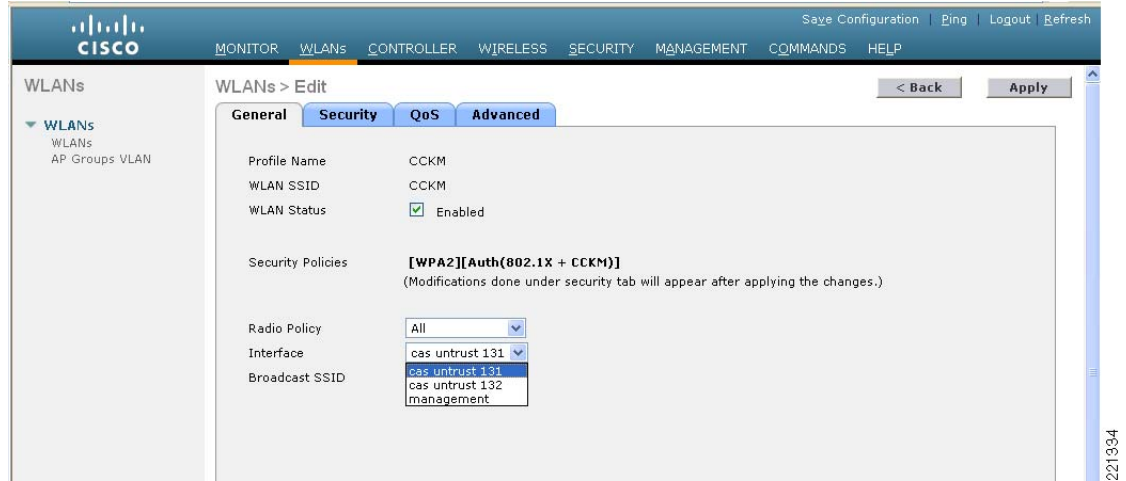 Save Configuration | Ping | Logout | Refresh
CISCO
MONITOR WLANs CONTROLLER WIRELESS SECURITY MANAGEMENT COMMANDS HELP
WLANs
WLANs
WLANs
AP Groups VLAN
WLANs > Edit
< Back Apply
General Security QoS Advanced
Profile Name CCKM
WLAN SSID CCKM
WLAN Status Enabled
Security Policies [WPA2][Auth(802.1X + CCKM)]
(Modifications done under security tab will appear after applying the changes.)
Radio Policy All
Interface cas untrust 131
Broadcast SSID cas untrust 131
cas untrust 132
management
221334